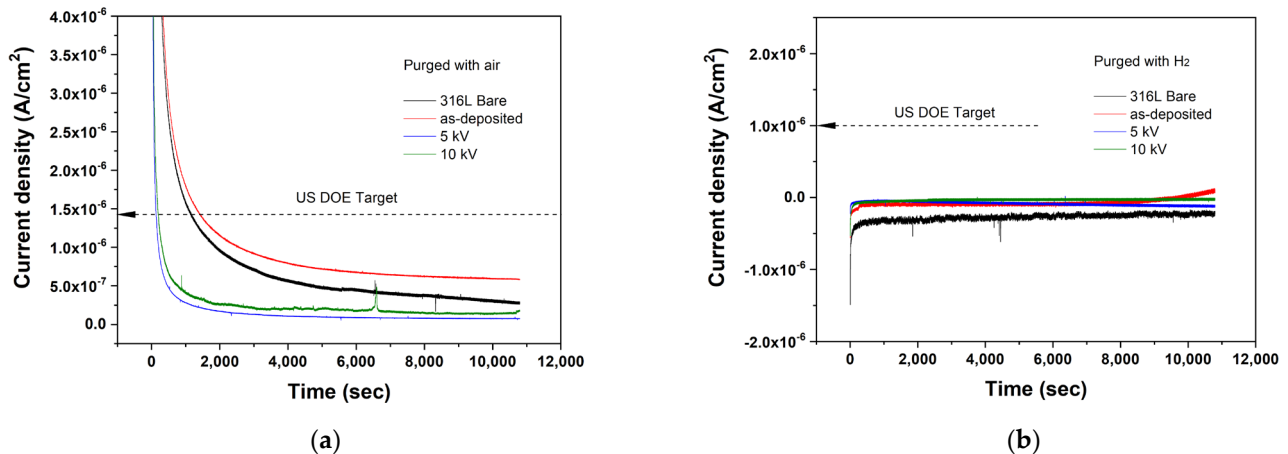 4.0x10⁻⁶
3.5x10⁻⁶
3.0x10⁻⁶
2.5x10⁻⁶
2.0x10⁻⁶
1.5x10⁻⁶
1.0x10⁻⁶
5.0x10⁻⁷
0.0
Current density (A/cm²)
Purged with air
316L Bare
as-deposited
5 kV
10 kV
US DOE Target
0
2,000
4,000
6,000
8,000
10,000
12,000
Time (sec)
(a)
2.0x10⁻⁶
1.0x10⁻⁶
0.0
-1.0x10⁻⁶
-2.0x10⁻⁶
Current density (A/cm²)
Purged with H₂
316L Bare
as-deposited
5 kV
10 kV
US DOE Target
0
2,000
4,000
6,000
8,000
10,000
12,000
Time (sec)
(b)